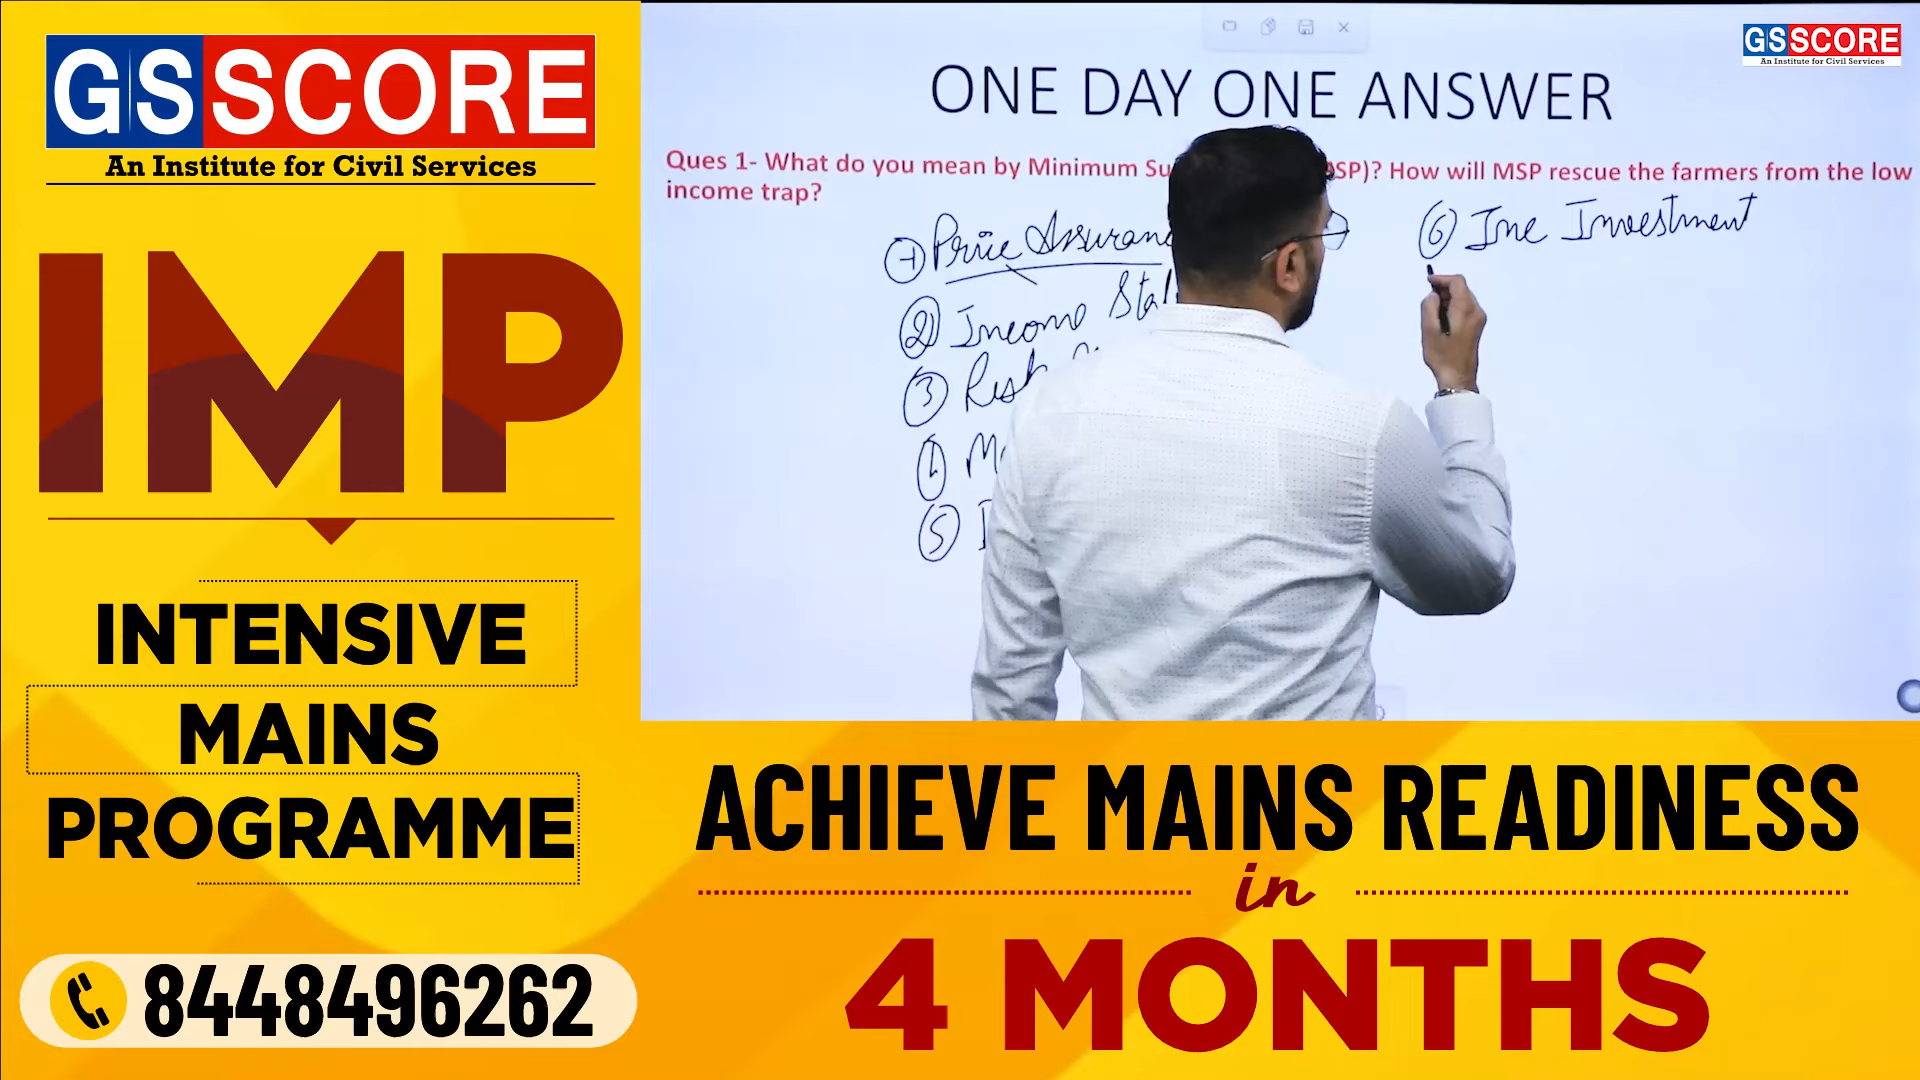 GS SCORE
An Institute for Civil Services
IMP
INTENSIVE
MAINS
PROGRAMME
8448496262
GS SCORE
An Institute for Civil Services
ONE DAY ONE ANSWER
Ques 1- What do you mean by Minimum Su SP)? How will MSP rescue the farmers from the low
income trap?
① Price Assuran
② Income Sta
③ Risk
⑤
⑥ Inc Investment
ACHIEVE MAINS READINESS
in
4 MONTHS